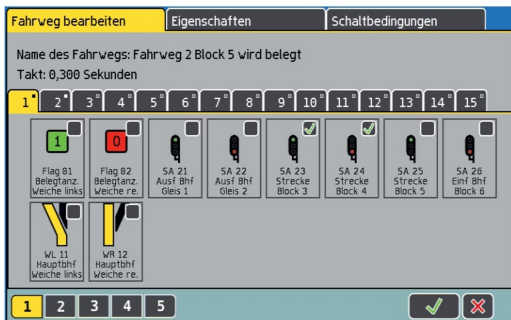 Fahrweg bearbeiten Eigenschaften Schaltbedingungen
Name des Fahrwegs: Fahrweg 2 Block 5 wird belegt
Takt: 0,300 Sekunden
1 2 3 4 5 6 7 8 9 10 11 12 13 14 15
1 0
Flag 01 Flag 02 SA 21 SA 22 SA 23 SA 24 SA 25 SA 26
Belegtanz. Belegtanz. Ausf Bhf Ausf Bhf Strecke Strecke Strecke Einf Bhf
Weiche links Weiche re. Gleis 1 Gleis 2 Block 3 Block 4 Block 5 Block 6
WL 11 WR 12
Hauptbhf Hauptbhf
Weiche links Weiche re.
1 2 3 4 5